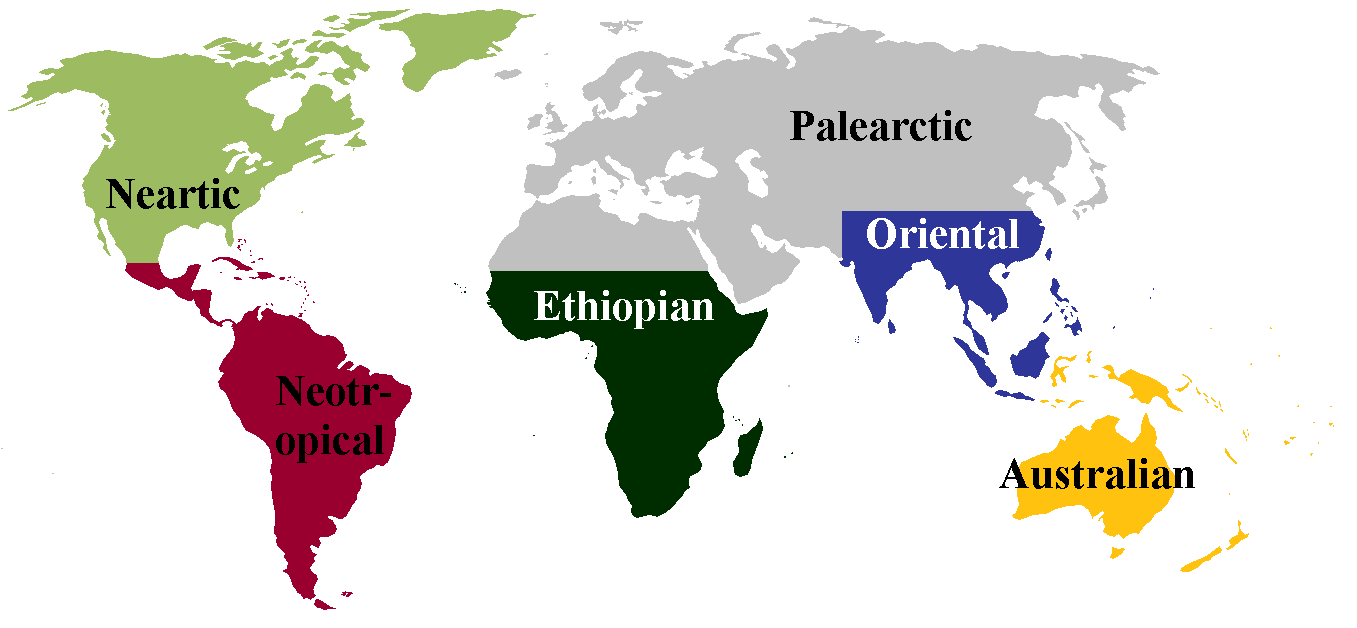 Palearctic
Neartic
Oriental
Ethiopian
Neotr-
opical
Australian